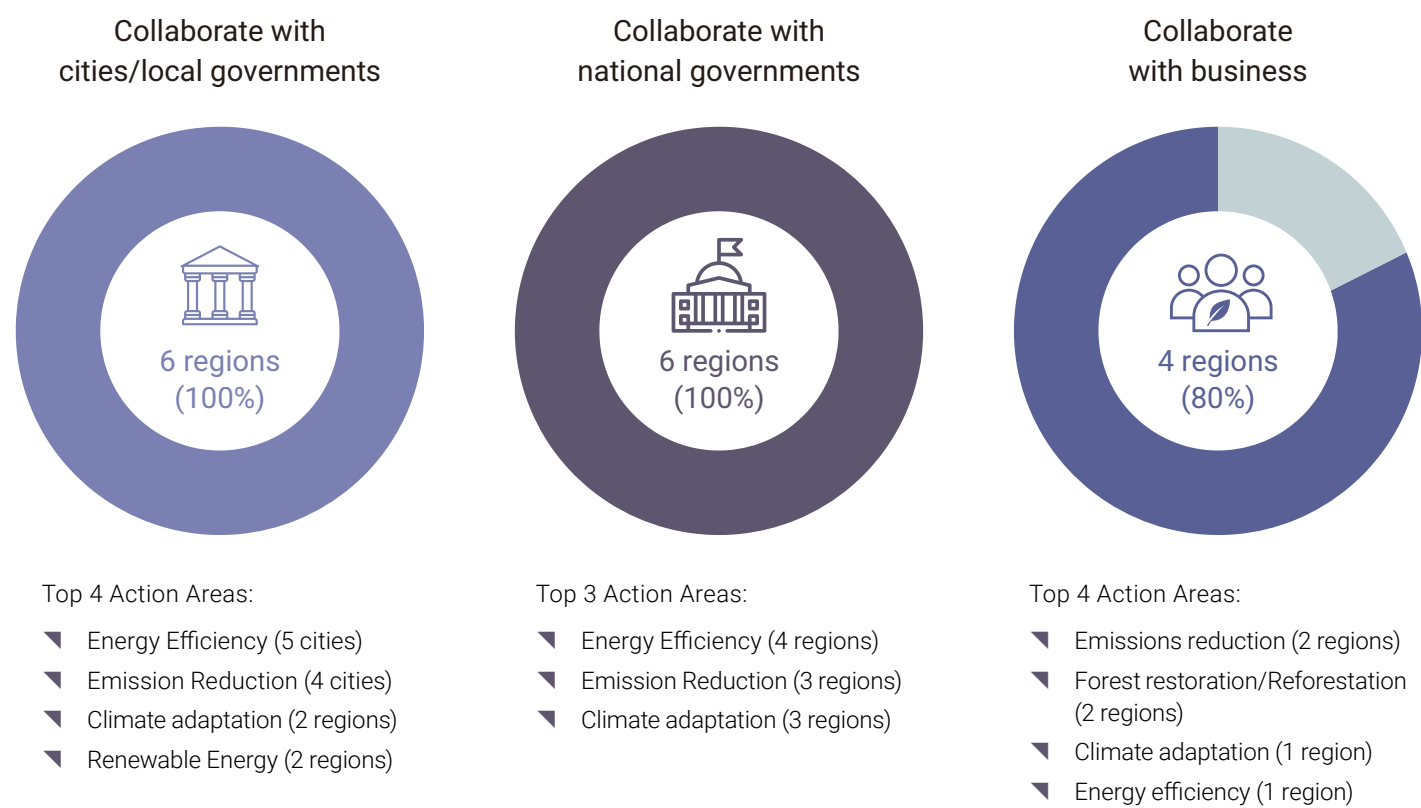 Collaborate with
cities/local governments
6 regions
(100%)
Top 4 Action Areas:
Energy Efficiency (5 cities)
Emission Reduction (4 cities)
Climate adaptation (2 regions)
Renewable Energy (2 regions)
Collaborate with
national governments
6 regions
(100%)
Top 3 Action Areas:
Energy Efficiency (4 regions)
Emission Reduction (3 regions)
Climate adaptation (3 regions)
Collaborate
with business
4 regions
(80%)
Top 4 Action Areas:
Emissions reduction (2 regions)
Forest restoration/Reforestation
(2 regions)
Climate adaptation (1 region)
Energy efficiency (1 region)